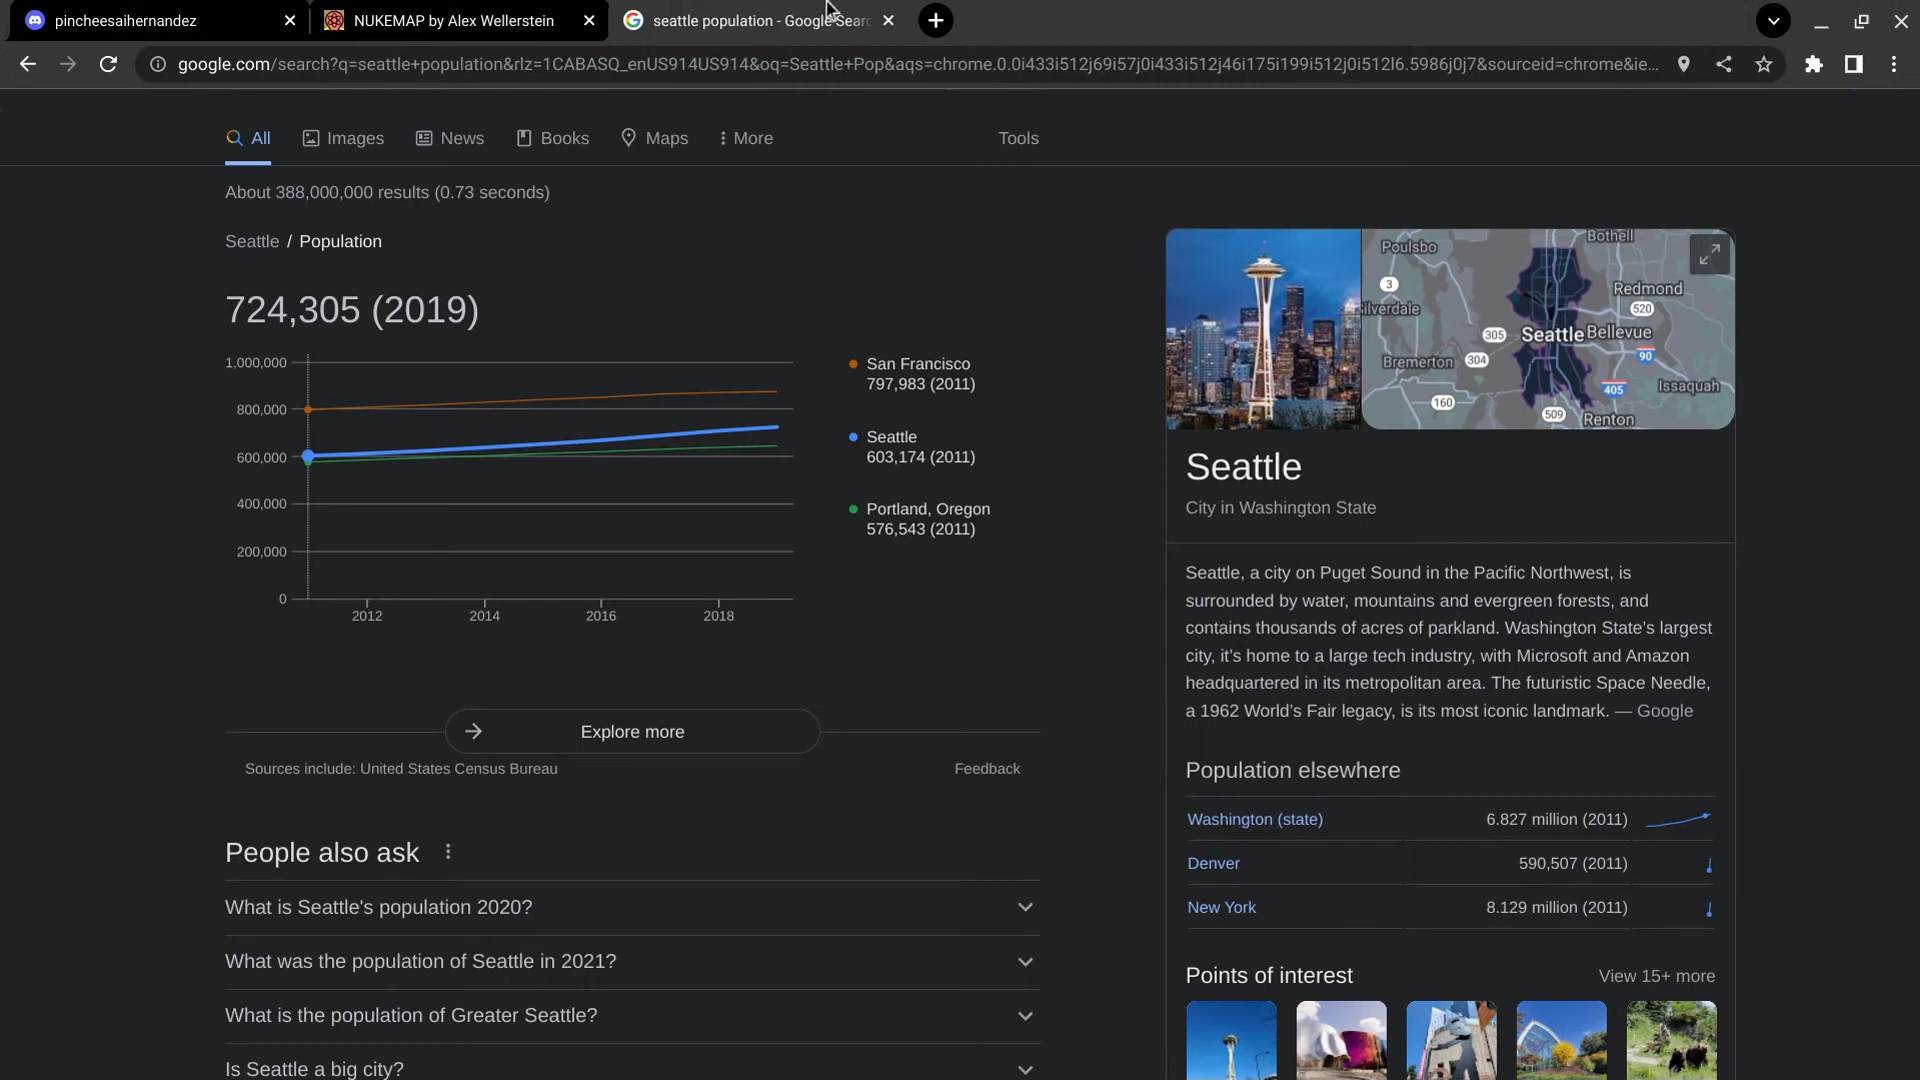 pincheesaihernandez
NUKEMAP by Alex Wellerstein
seattle population - Google Sear
google.com/search?q=seattle+population&rlz=1CABASQ_enUS914US914&oq=Seattle+Pop&aqs=chrome.0.0i433i512j69i57j0i433i512j46i175i199i512j0i512l6.5986j0j7&sourceid=chrome&ie...
All
Images
News
Books
Maps
More
Tools
About 388,000,000 results (0.73 seconds)
Seattle / Population
724,305 (2019)
1,000,000
800,000
600,000
400,000
200,000
0
2012
2014
2016
2018
San Francisco
797,983 (2011)
Seattle
603,174 (2011)
Portland, Oregon
576,543 (2011)
Explore more
Sources include: United States Census Bureau
Feedback
People also ask
What is Seattle's population 2020?
What was the population of Seattle in 2021?
What is the population of Greater Seattle?
Is Seattle a big city?
Poulsbo
Bothell
3
ilverdale
Redmond
520
305
Seattle
Bellevue
304
Bremerton
90
405
Issaquah
160
509
Renton
Seattle
City in Washington State
Seattle, a city on Puget Sound in the Pacific Northwest, is
surrounded by water, mountains and evergreen forests, and
contains thousands of acres of parkland. Washington State’s largest
city, it’s home to a large tech industry, with Microsoft and Amazon
headquartered in its metropolitan area. The futuristic Space Needle,
a 1962 World’s Fair legacy, is its most iconic landmark. — Google
Population elsewhere
Washington (state) 6.827 million (2011)
Denver 590,507 (2011)
New York 8.129 million (2011)
Points of interest
View 15+ more